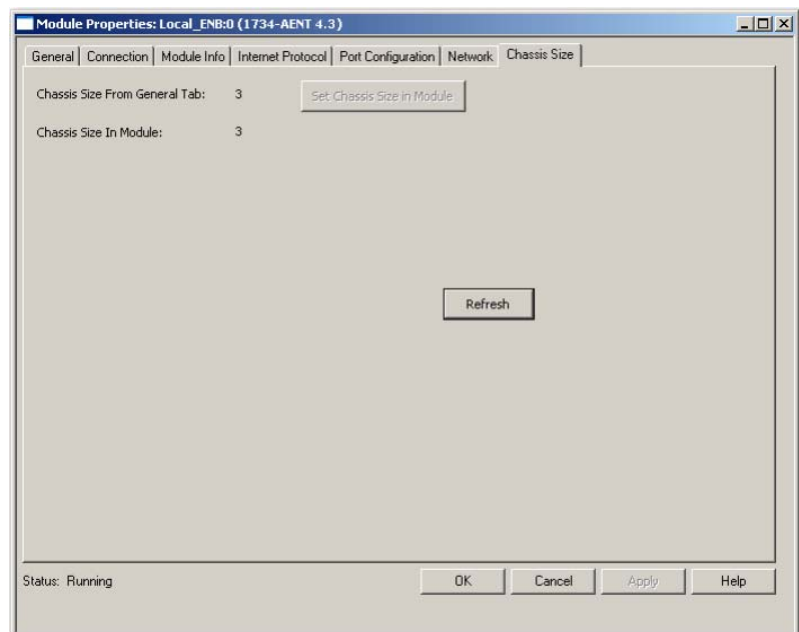 Module Properties: Local_ENB:0 (1734-AENT 4.3)
General Connection Module Info Internet Protocol Port Configuration Network Chassis Size
Chassis Size From General Tab: 3 Set Chassis Size in Module
Chassis Size In Module: 3
Refresh
Status: Running OK Cancel Apply Help